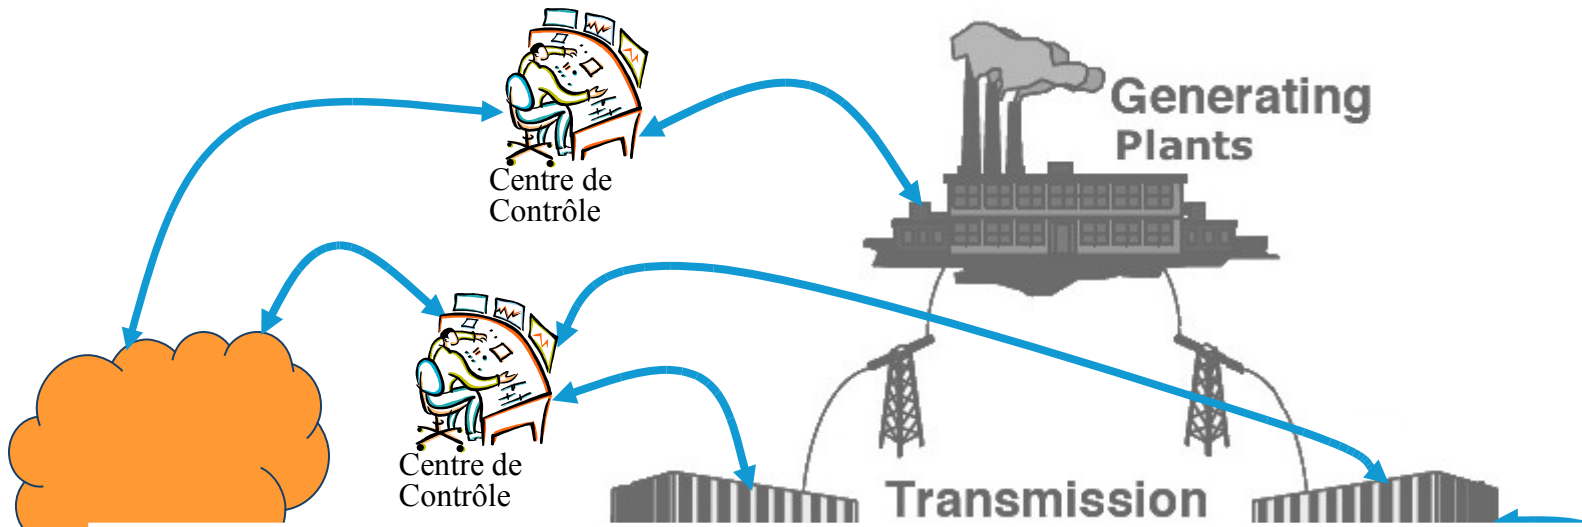 Generating
Plants
Centre de
Contrôle
Centre de
Contrôle
Transmission